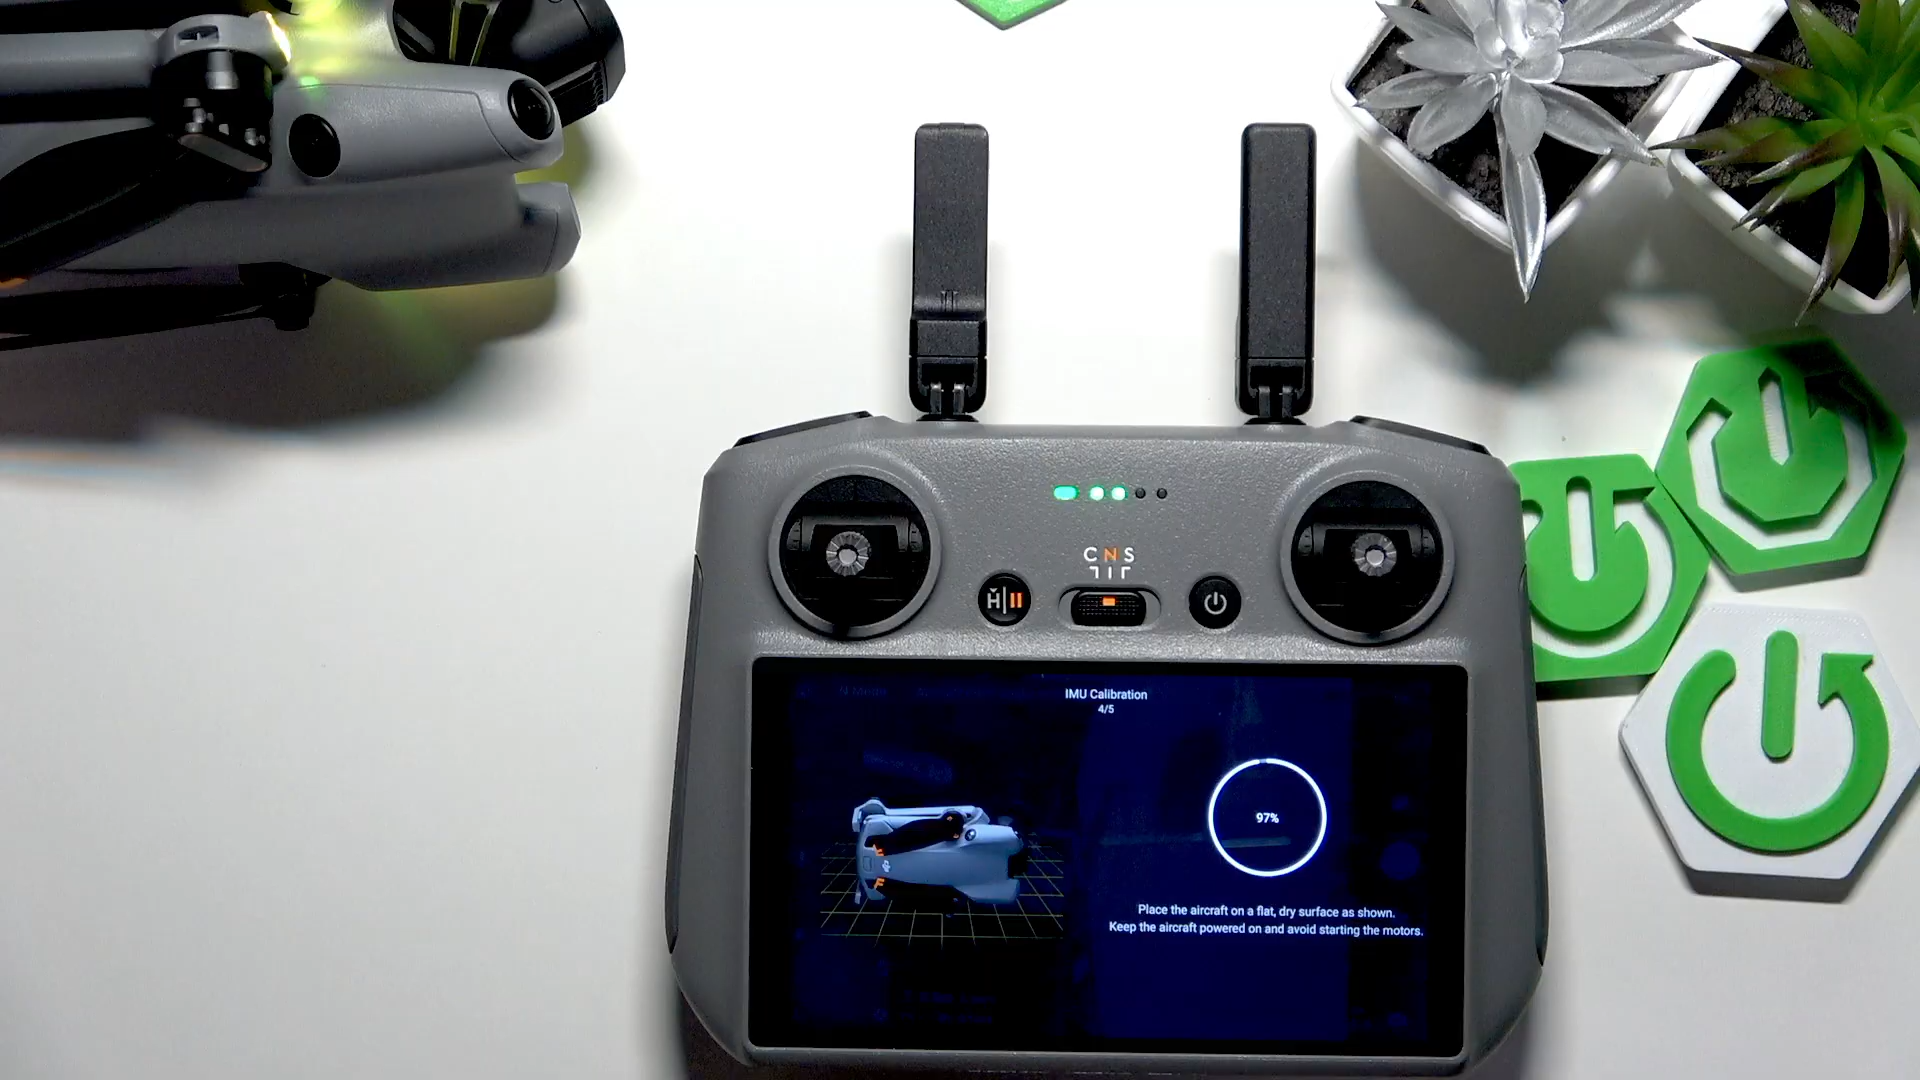 C N S
IMU Calibration
4/5
97%
Place the aircraft on a flat, dry surface as shown.
Keep the aircraft powered on and avoid starting the motors.